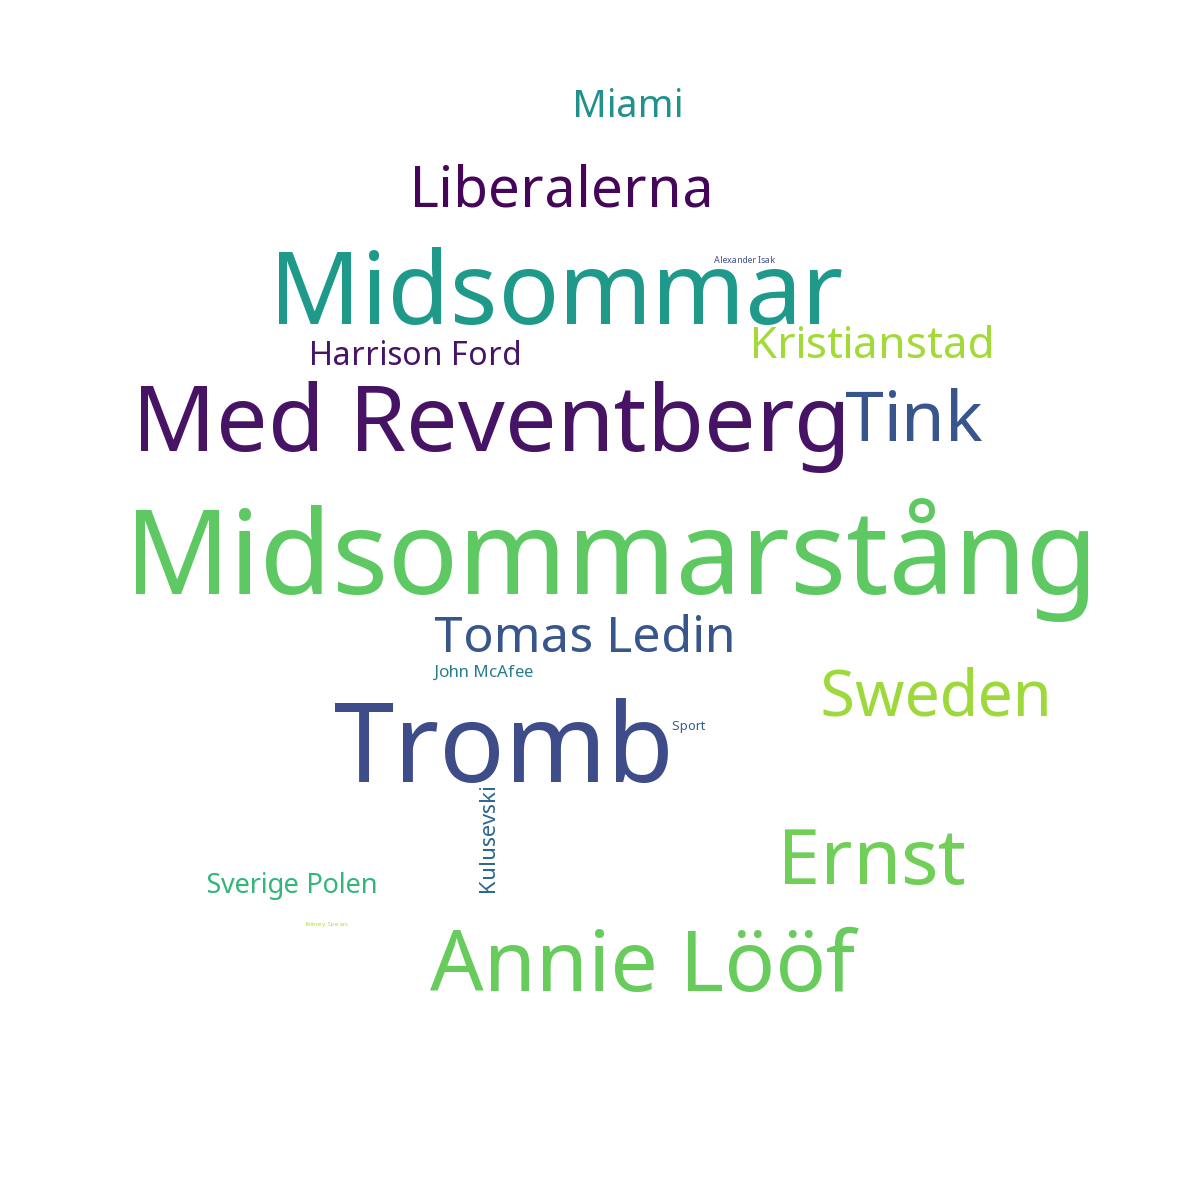 Miami
Liberalerna
Midsommar
Alexander Isak
Kristianstad
Harrison Ford
Med Reventberg
Tink
Midsommarstång
Tomas Ledin
John McAfee
Sweden
Tromb
Sport
Kulusevski
Ernst
Sverige Polen
Britney Spears
Annie Lööf